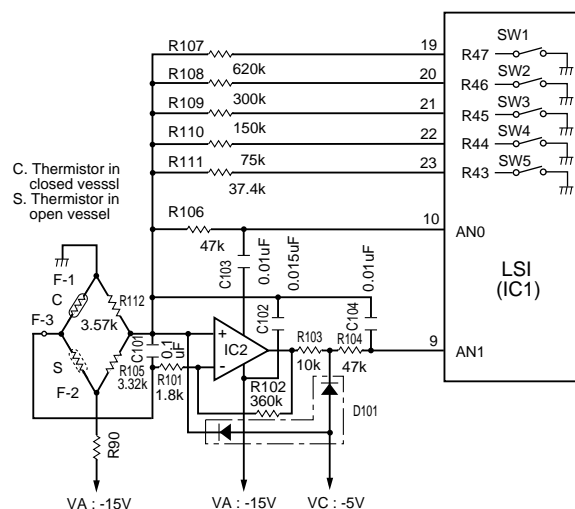 R107
620k
19
R47
SW1
R108
300k
20
R46
SW2
R109
150k
21
R45
SW3
R110
75k
22
R44
SW4
R111
37.4k
23
R43
SW5
C. Thermistor in
closed vesssl
S. Thermistor in
open vessel
R106
47k
10
AN0
C103
0.01uF
0.015uF
0.01uF
LSI
(IC1)
F-1
C
R112
3.57k
F-3
S
F-2
C101
0.1
uF
R105
3.32k
R101
1.8k
+
-
IC2
C102
C104
R103
10k
R104
47k
9
AN1
R102
360k
D101
R90
VA : -15V
VA : -15V
VC : -5V